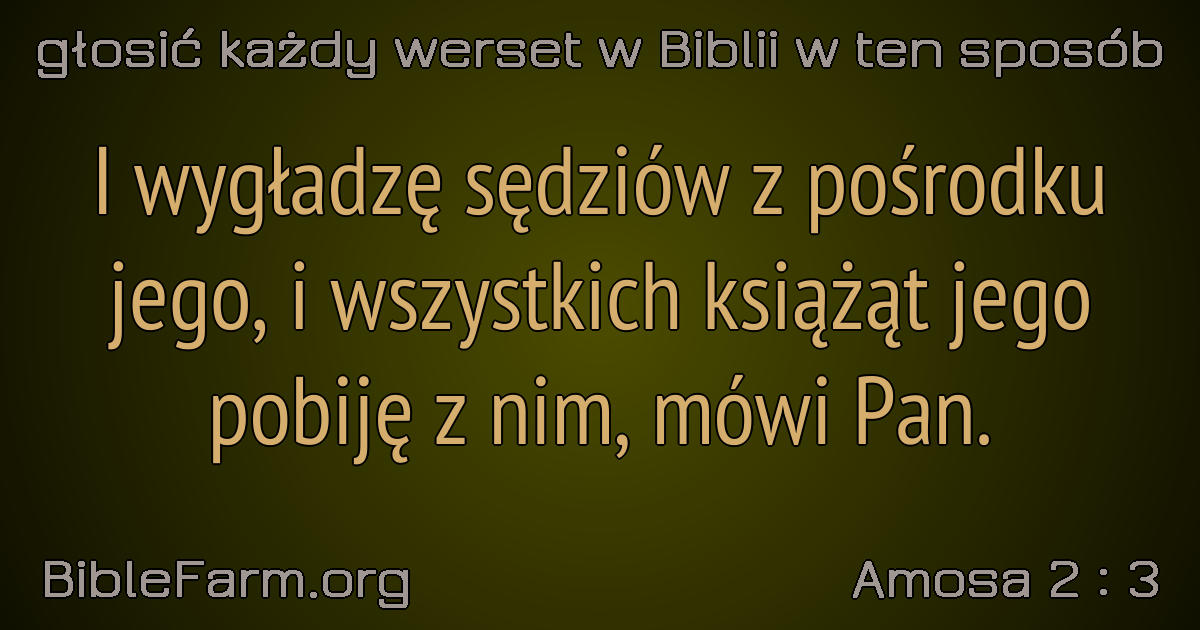 głosić każdy werset w Biblii w ten sposób
I wygładzę sędziów z pośrodku
jego, i wszystkich książąt jego
pobiję z nim, mówi Pan.
BibleFarm.org
Amosa 2 : 3